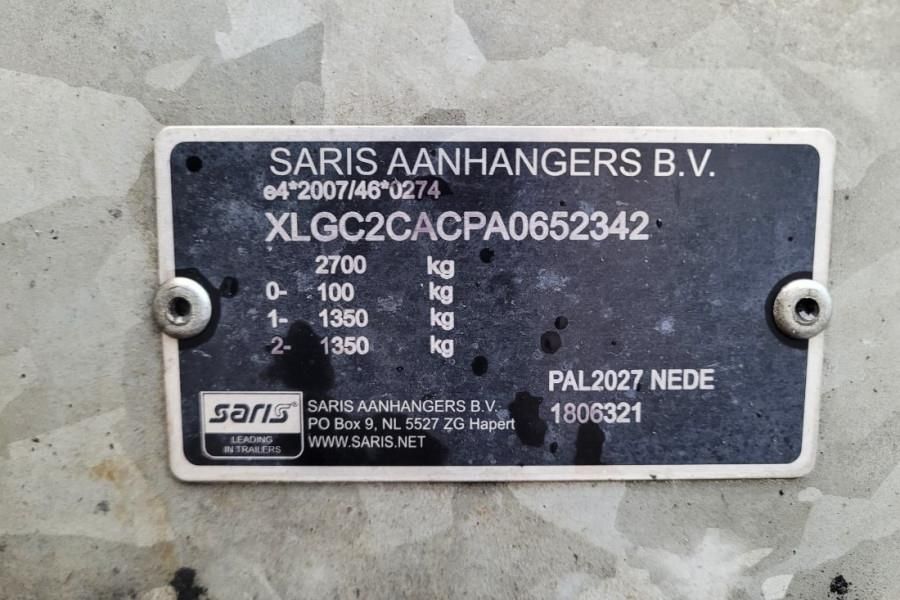 SARIS AANHANGERS B.V.
e4*2007/46*0274
XLGC2CACPA0652342
2700 kg
0- 100 kg
1- 1350 kg
2- 1350 kg
PAL2027 NEDE
1806321
saris®
LEADING
IN TRAILERS
SARIS AANHANGERS B.V.
PO Box 9, NL 5527 ZG Hapert
WWW.SARIS.NET